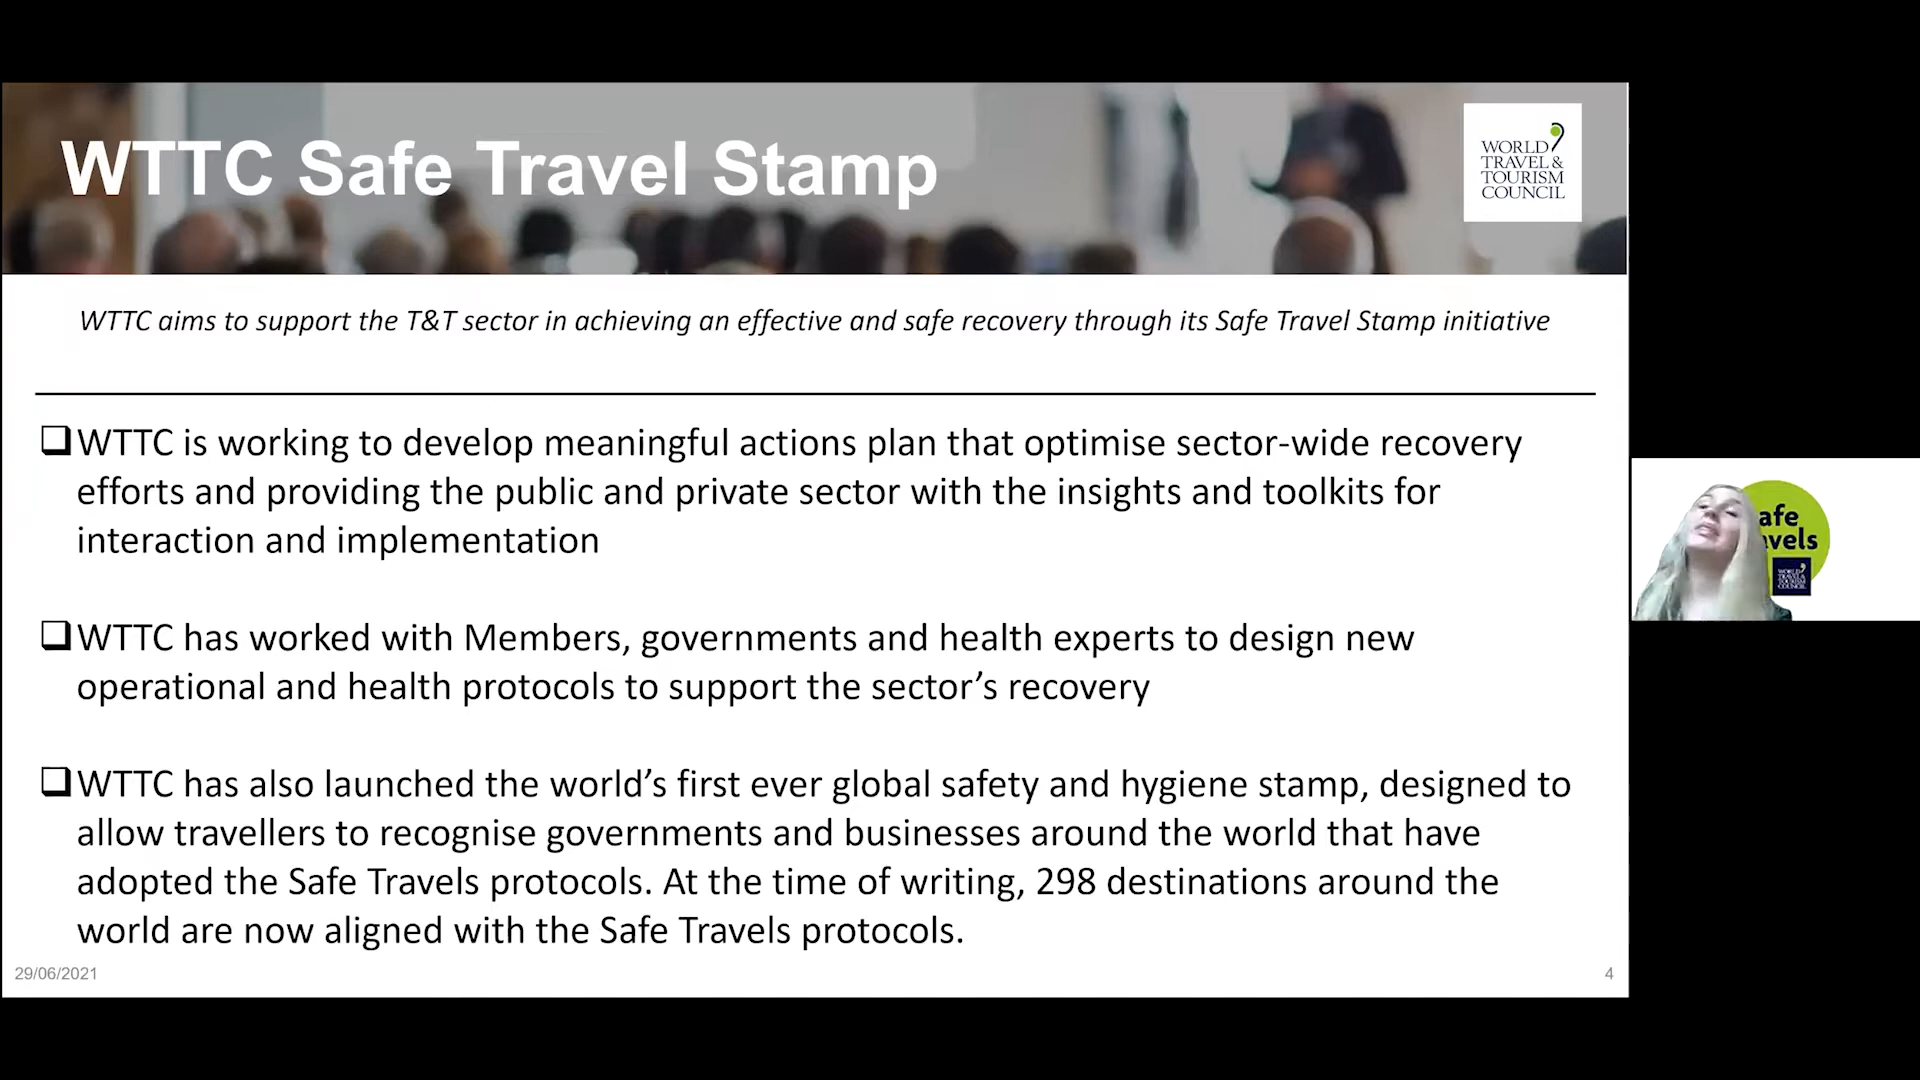 WTTC Safe Travel Stamp
WORLD
TRAVEL &
TOURISM
COUNCIL
WTTC aims to support the T&T sector in achieving an effective and safe recovery through its Safe Travel Stamp initiative
WTTC is working to develop meaningful actions plan that optimise sector-wide recovery
efforts and providing the public and private sector with the insights and toolkits for
interaction and implementation
WTTC has worked with Members, governments and health experts to design new
operational and health protocols to support the sector’s recovery
WTTC has also launched the world’s first ever global safety and hygiene stamp, designed to
allow travellers to recognise governments and businesses around the world that have
adopted the Safe Travels protocols. At the time of writing, 298 destinations around the
world are now aligned with the Safe Travels protocols.
29/06/2021
4
afe
avels
WORLD
TRAVEL &
TOURISM
COUNCIL